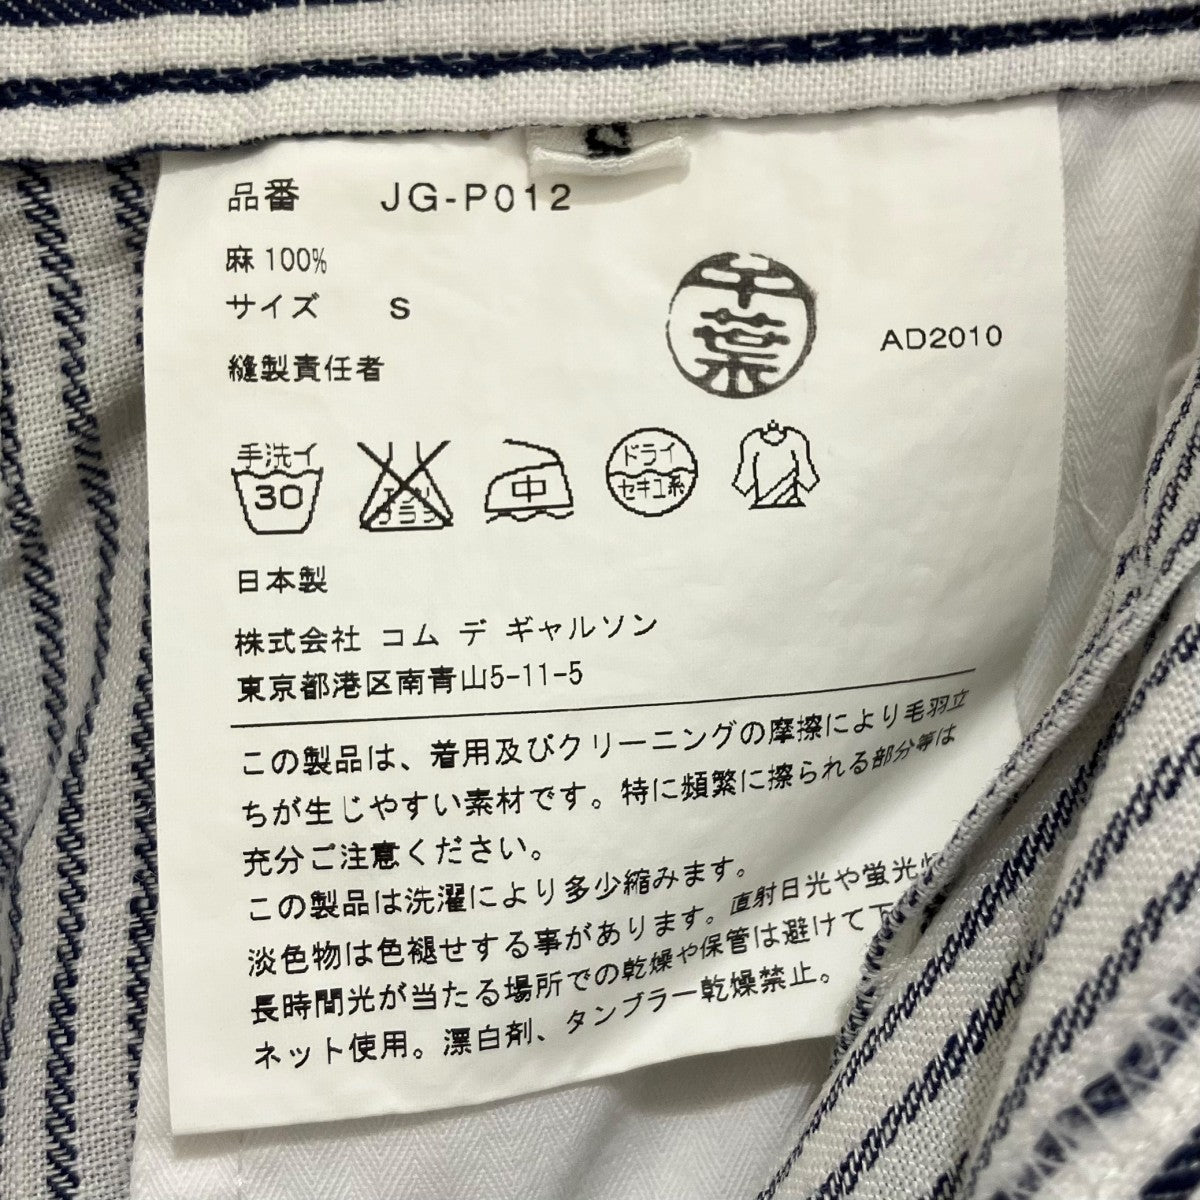 品番 JG-P012
麻 100%
サイズ S
縫製責任者
千葉
AD2010
手洗イ
30
エンソ
サラシ
中
ドライ
セキユ系
日本製
株式会社 コム デ ギャルソン
東京都港区南青山5-11-5
この製品は、着用及びクリーニングの摩擦により毛羽立
ちが生じやすい素材です。特に頻繁に擦られる部分等は
充分ご注意ください。
この製品は洗濯により多少縮みます。
淡色物は色褪せする事があります。直射日光や蛍光灯
長時間光が当たる場所での乾燥や保管は避けて下
ネット使用。漂白剤、タンブラー乾燥禁止。